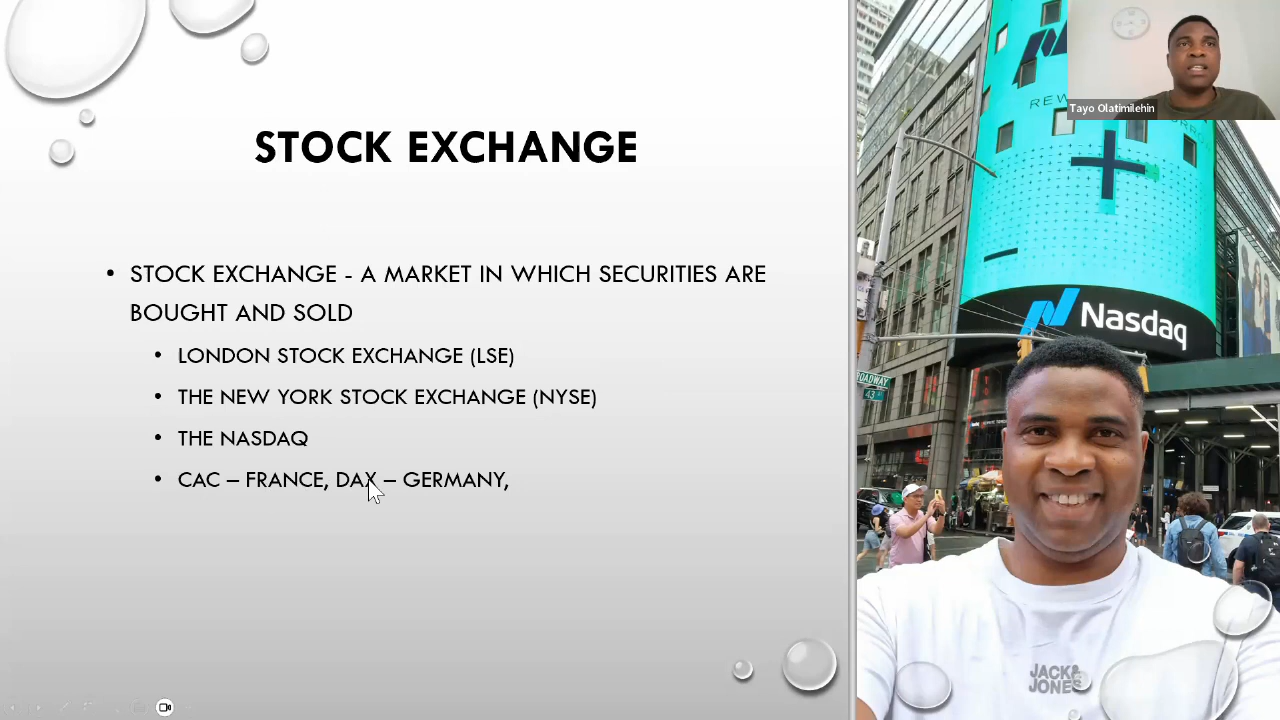 STOCK EXCHANGE
• STOCK EXCHANGE - A MARKET IN WHICH SECURITIES ARE
BOUGHT AND SOLD
• LONDON STOCK EXCHANGE (LSE)
• THE NEW YORK STOCK EXCHANGE (NYSE)
• THE NASDAQ
• CAC – FRANCE, DAX – GERMANY,
Tayo Olatimilehin
REW
Nasdaq
BROADWAY
43
JACK&
JONES